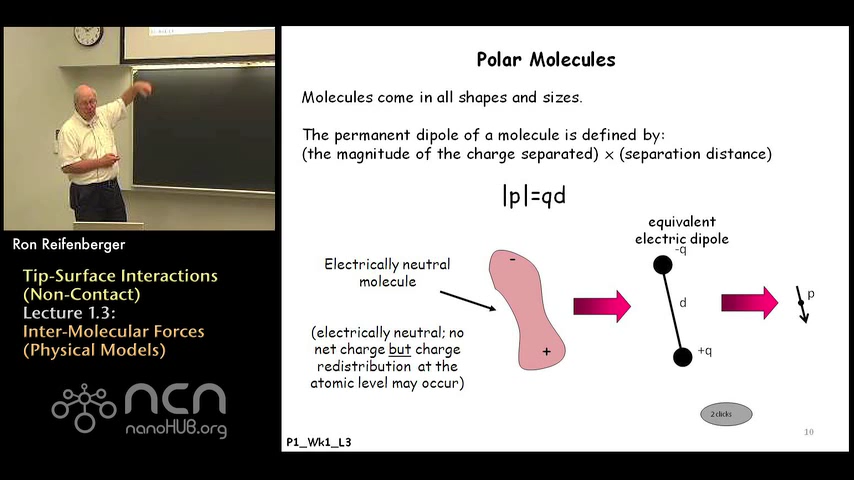 Polar Molecules
Molecules come in all shapes and sizes.
The permanent dipole of a molecule is defined by:
(the magnitude of the charge separated) × (separation distance)
|p|=qd
equivalent
electric dipole
-q
Electrically neutral
molecule
-
d
p
(electrically neutral; no
net charge but charge
redistribution at the
atomic level may occur)
+
+q
2 clicks
10
P1_Wk1_L3
Ron Reifenberger
Tip-Surface Interactions
(Non-Contact)
Lecture 1.3:
Inter-Molecular Forces
(Physical Models)
ncn
nanoHUB.org